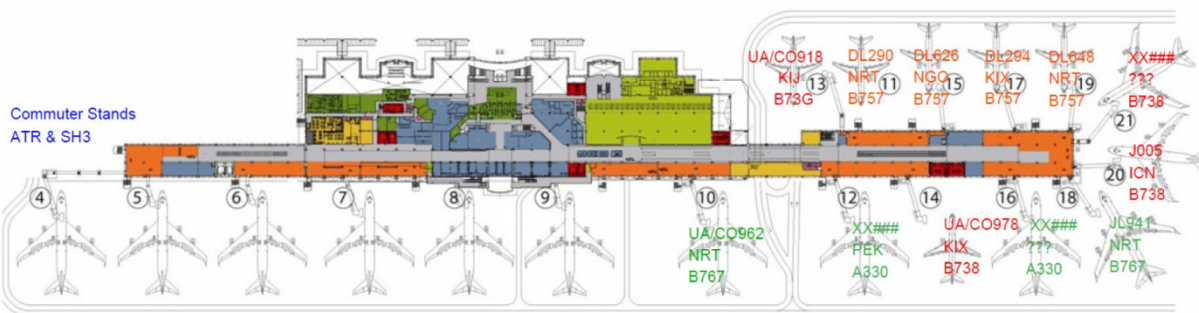 UA/CO918
KIJ
B73G
DL290
NRT
B757
DL626
NGO
B757
DL294
KIX
B757
DL648
NRT
B757
XX###
???
B738
13
11
15
17
19
Commuter Stands
ATR & SH3
21
J005
ICN
B738
20
4
5
6
7
8
9
10
12
14
16
18
UA/CO962
NRT
B767
XX###
PEK
A330
UA/CO978
KIX
B738
XX###
???
A330
JL941
NRT
B767